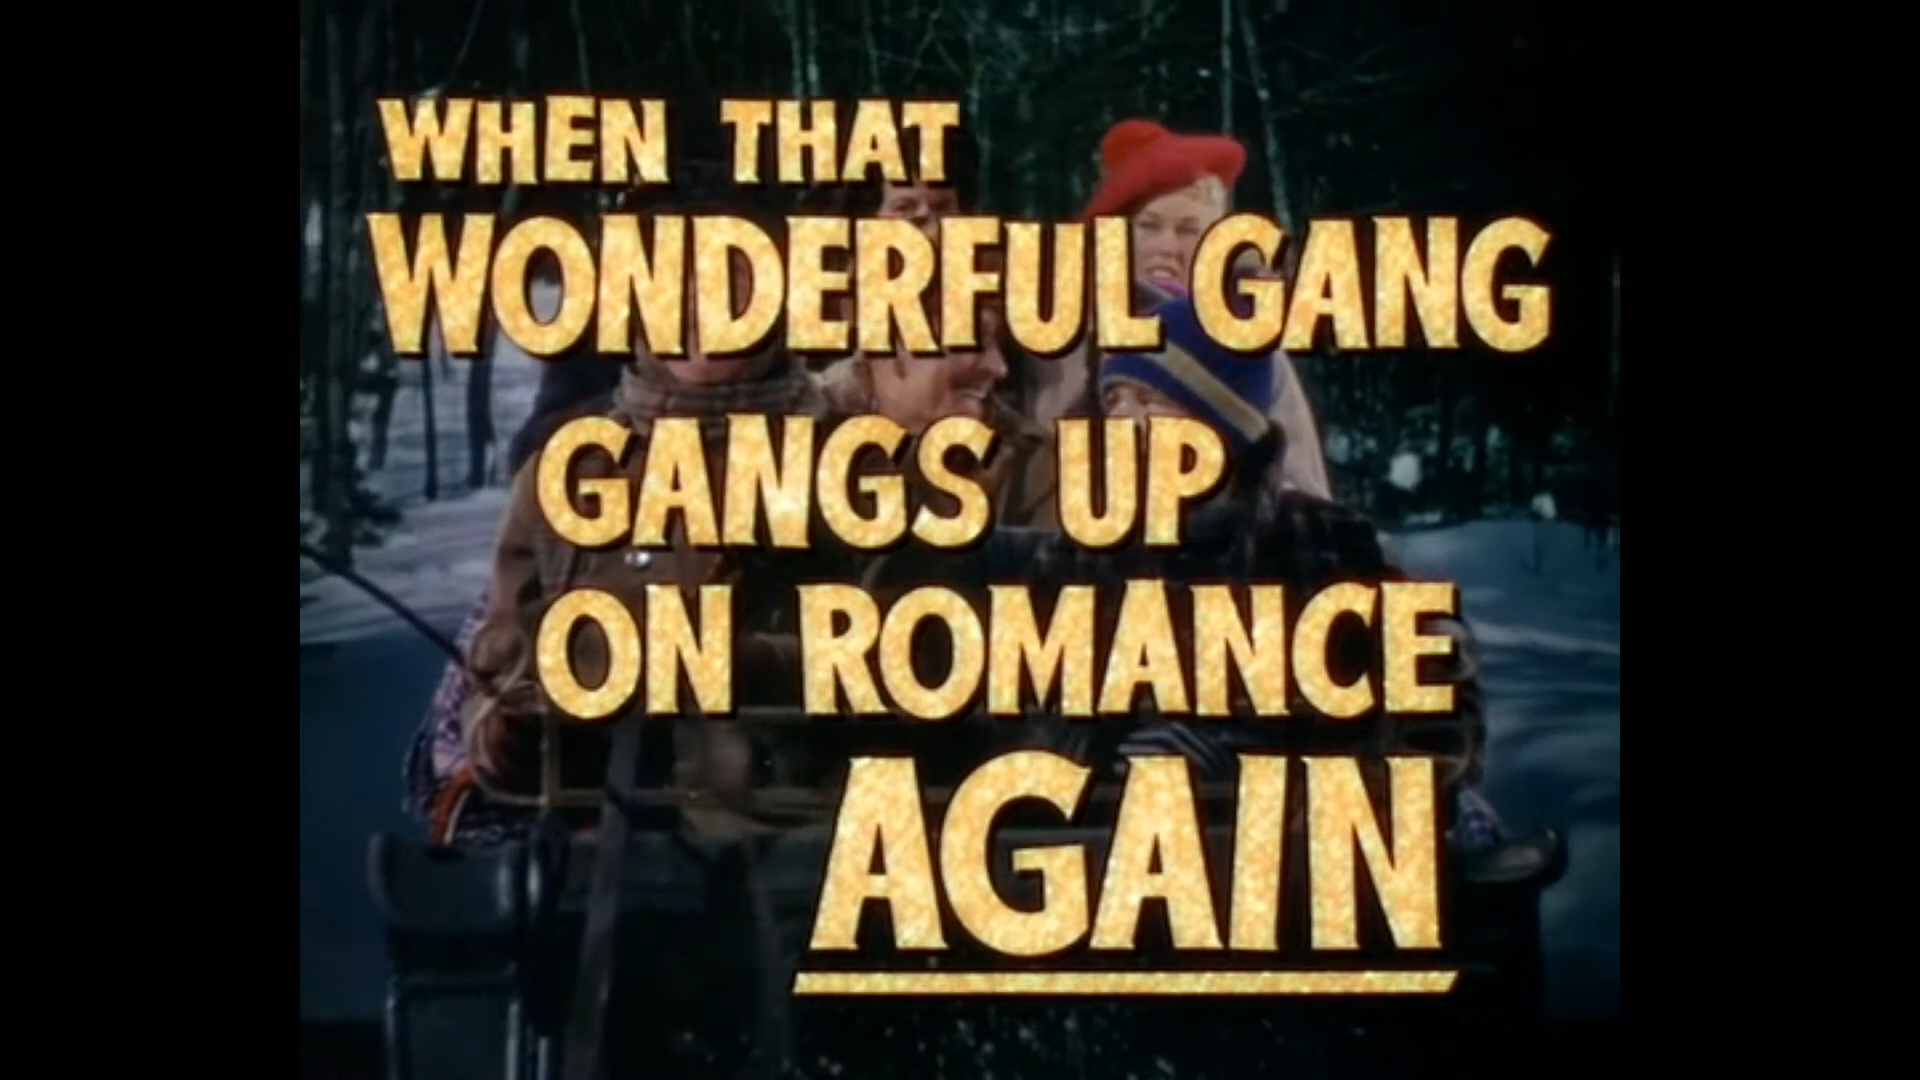 WHEN THAT
WONDERFUL GANG
GANGS UP
ON ROMANCE
AGAIN